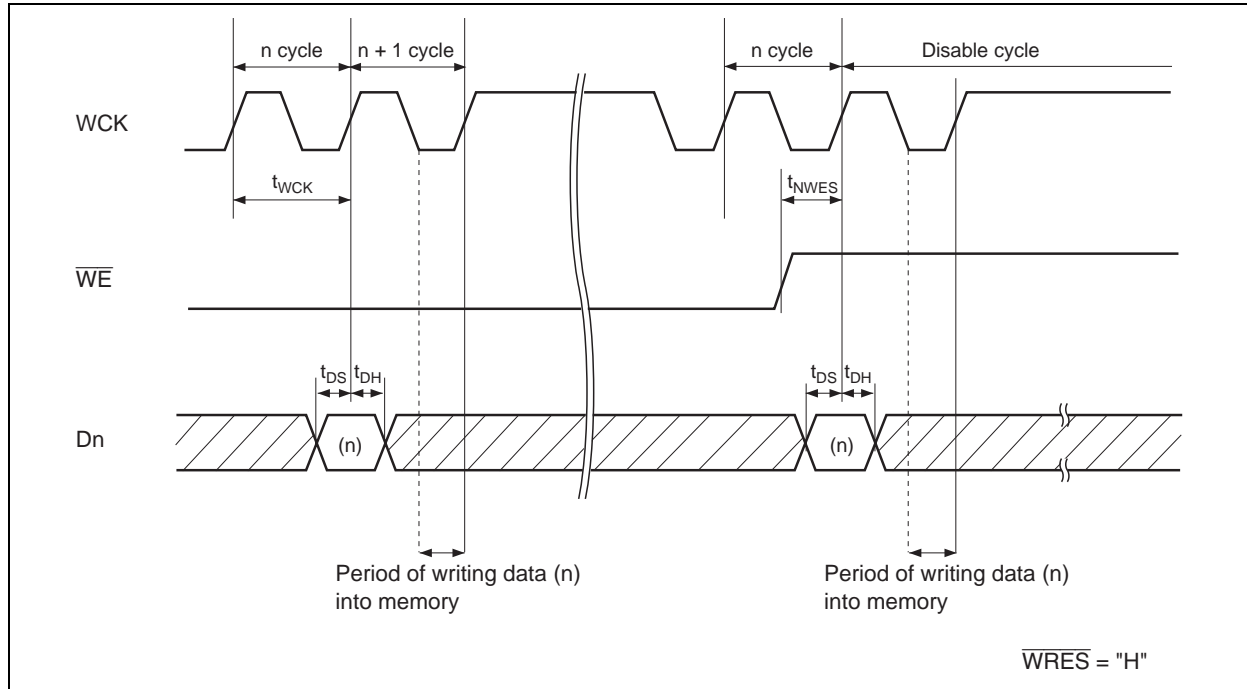 n cycle n + 1 cycle n cycle Disable cycle
WCK
tWCK tNWES
WE
tDS tDH tDS tDH
Dn (n) (n)
Period of writing data (n) Period of writing data (n)
into memory into memory
WRES = "H"